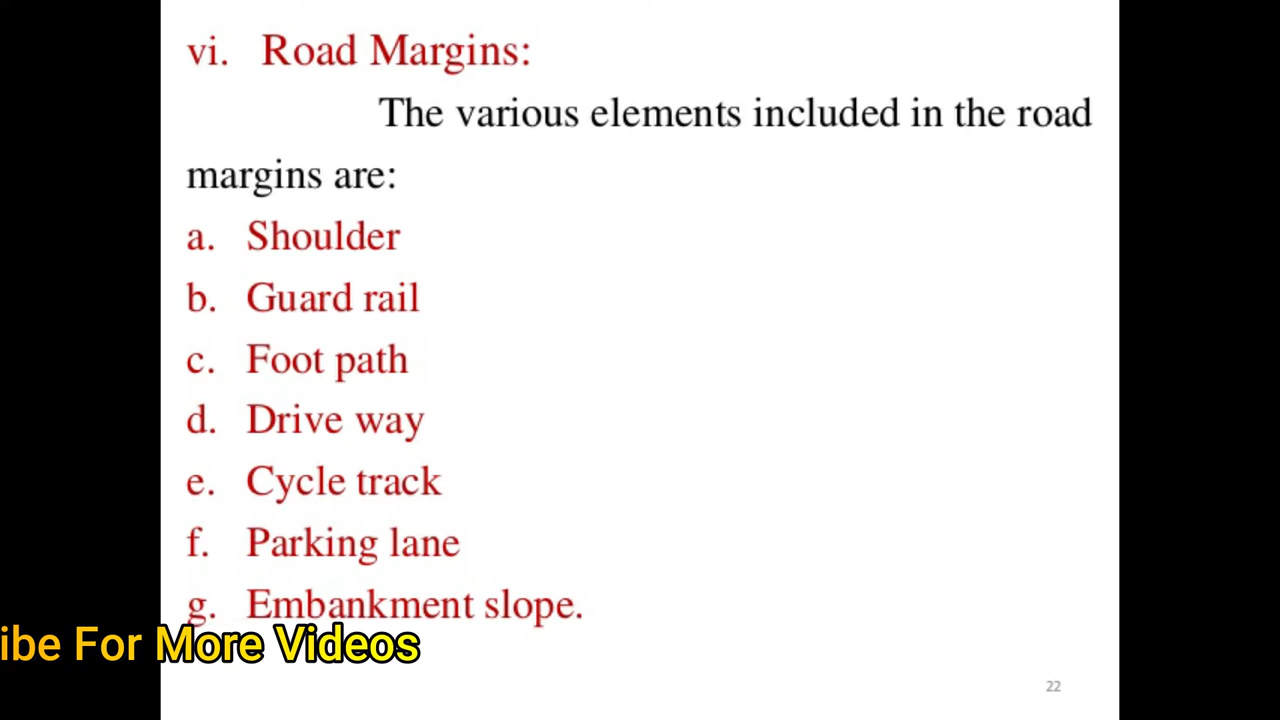 vi. Road Margins:
The various elements included in the road
margins are:
a. Shoulder
b. Guard rail
c. Foot path
d. Drive way
e. Cycle track
f. Parking lane
g. Embankment slope.
ibe For More Videos
22